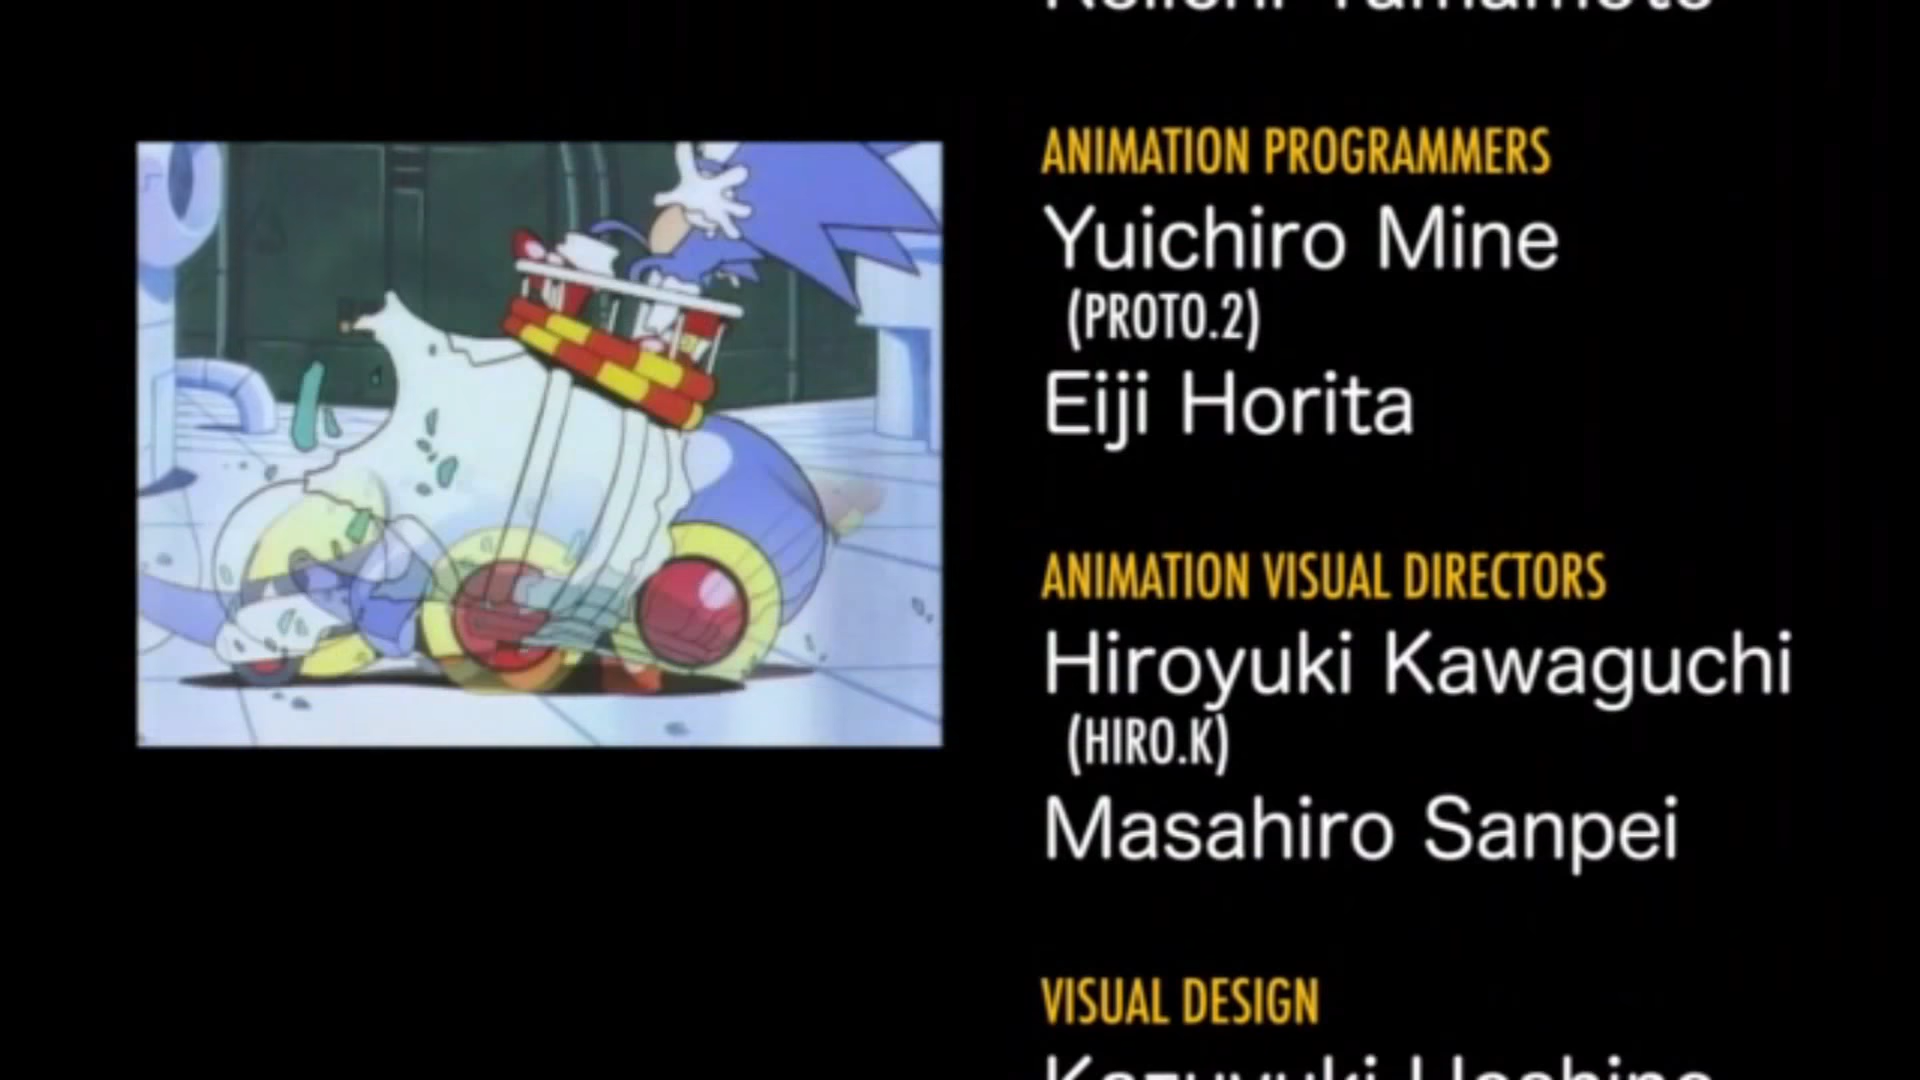 ANIMATION PROGRAMMERS
Yuichiro Mine
(PROTO.2)
Eiji Horita
ANIMATION VISUAL DIRECTORS
Hiroyuki Kawaguchi
(HIRO.K)
Masahiro Sanpei
VISUAL DESIGN